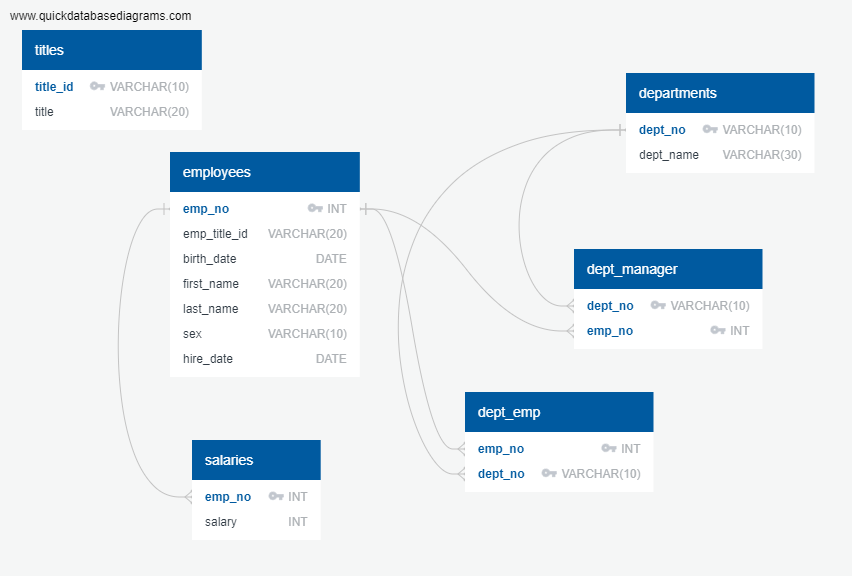 www.quickdatabasediagrams.com
titles
title_id VARCHAR(10)
title VARCHAR(20)
departments
dept_no VARCHAR(10)
dept_name VARCHAR(30)
employees
emp_no INT
emp_title_id VARCHAR(20)
birth_date DATE
first_name VARCHAR(20)
last_name VARCHAR(20)
sex VARCHAR(10)
hire_date DATE
dept_manager
dept_no VARCHAR(10)
emp_no INT
dept_emp
emp_no INT
dept_no VARCHAR(10)
salaries
emp_no INT
salary INT